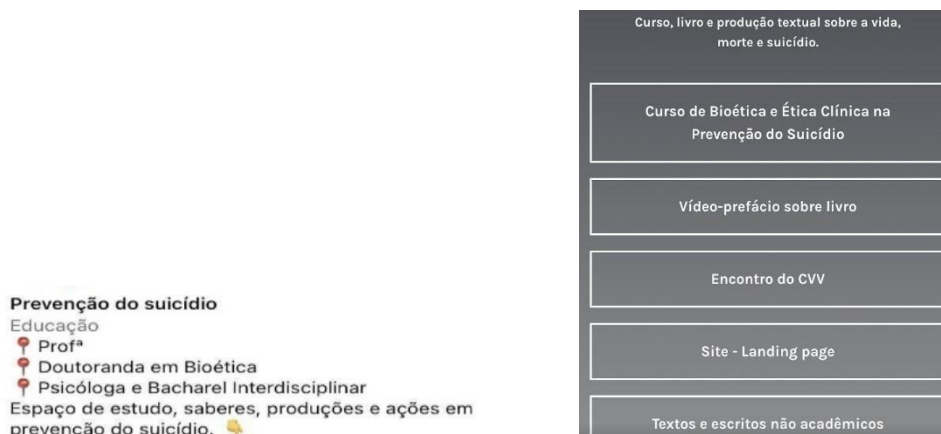 Prevenção do suicídio
Educação
📍 Profª
📍 Doutoranda em Bioética
📍 Psicóloga e Bacharel Interdisciplinar
Espaço de estudo, saberes, produções e ações em
prevenção do suicídio. 👇
Curso, livro e produção textual sobre a vida,
morte e suicídio.
Curso de Bioética e Ética Clínica na
Prevenção do Suicídio
Vídeo-prefácio sobre livro
Encontro do CVV
Site - Landing page
Textos e escritos não acadêmicos